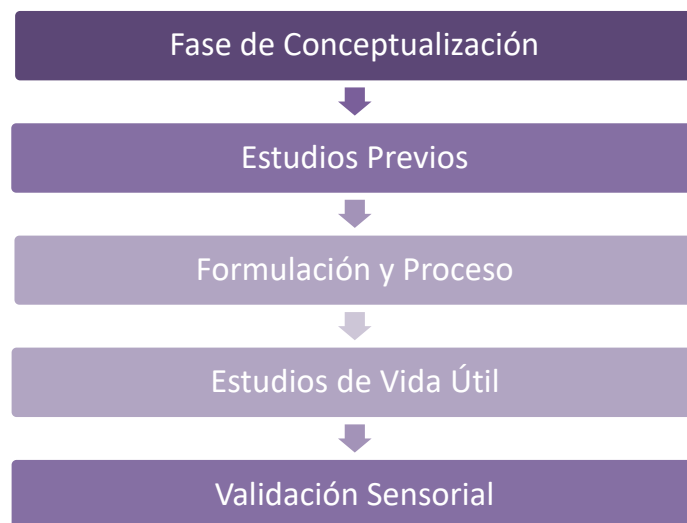 Fase de Conceptualización
Estudios Previos
Formulación y Proceso
Estudios de Vida Útil
Validación Sensorial